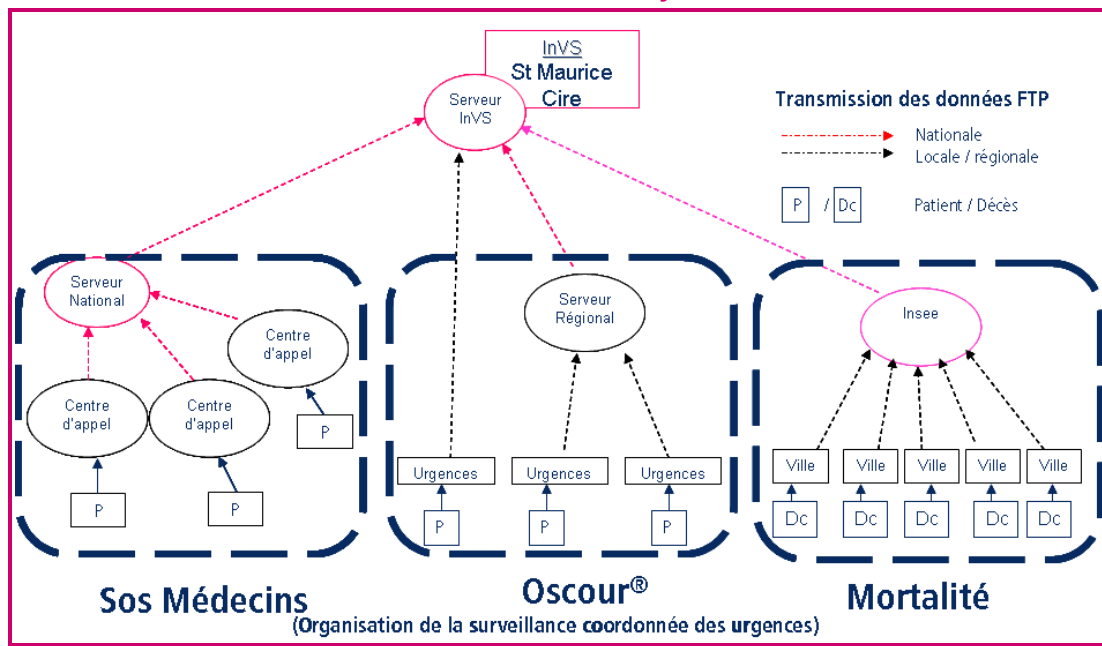 InVS
St Maurice
Cire
Serveur
InVS
Transmission des données FTP
Nationale
Locale / régionale
P / Dc Patient / Décès
Serveur
National
Centre
d'appel
Centre
d'appel
Centre
d'appel
P
P
P
Serveur
Régional
Urgences
Urgences
Urgences
P
P
P
Insee
Ville
Ville
Ville
Ville
Ville
Dc
Dc
Dc
Dc
Dc
Sos Médecins
Oscour®
(Organisation de la surveillance coordonnée des urgences)
Mortalité